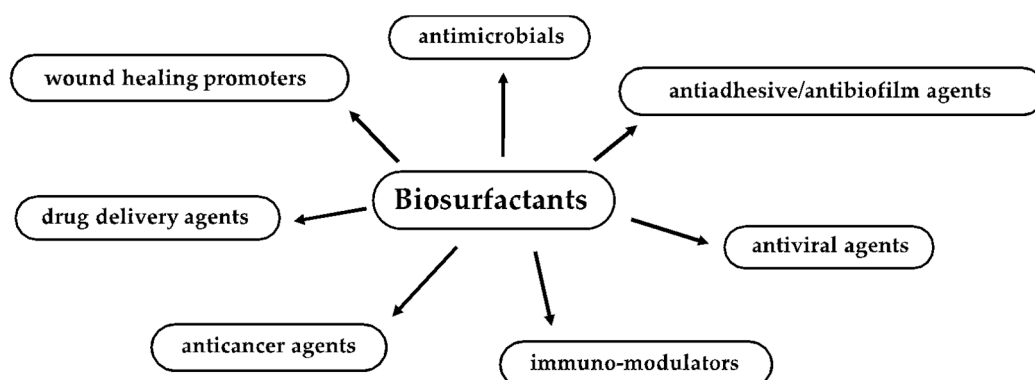 antimicrobials
wound healing promoters
antiadhesive/antibiofilm agents
Biosurfactants
drug delivery agents
antiviral agents
anticancer agents
immuno-modulators